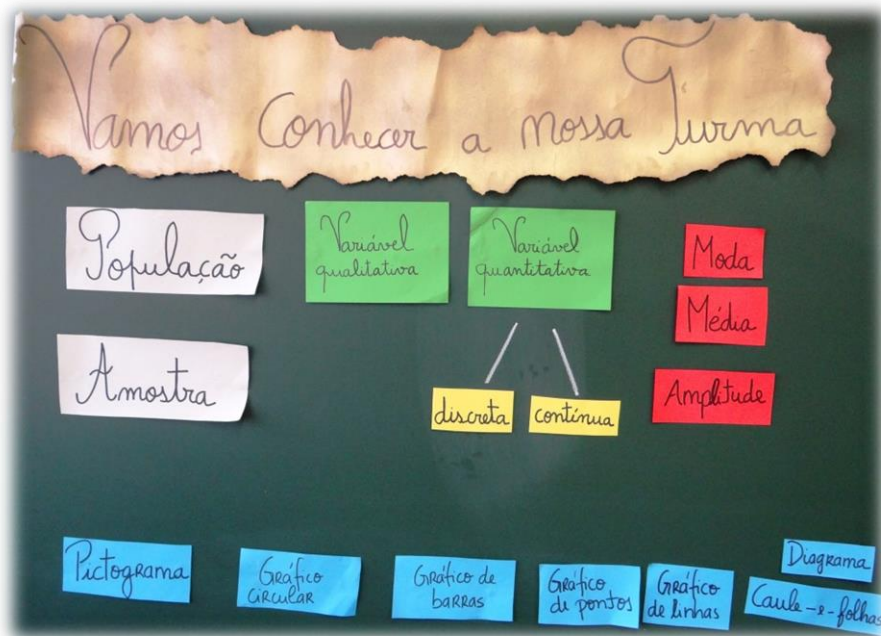 Vamos Conhecer a nossa Turma
População
Variável
qualitativa
Variável
quantitativa
Moda
Média
Amostra
discreta
contínua
Amplitude
Pictograma
Gráfico
circular
Gráfico de
barras
Gráfico
de pontos
Gráfico
de linhas
Diagrama
Caule-e-folhas